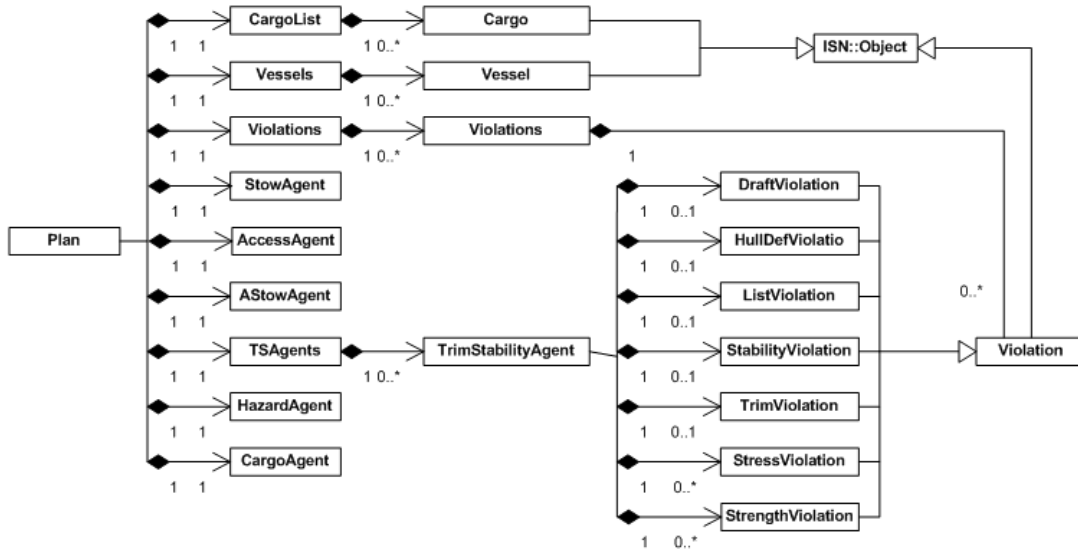 CargoList
Cargo
ISN::Object
1 1
1 0..*
Vessels
Vessel
1 1
1 0..*
Violations
Violations
1 1
1 0..*
1
StowAgent
DraftViolation
1 1
1 0..1
Plan
AccessAgent
HullDefViolatio
1 1
1 0..1
AStowAgent
ListViolation
0..*
1 1
1 0..1
TSAgents
TrimStabilityAgent
StabilityViolation
Violation
1 1
1 0..*
1 0..1
HazardAgent
TrimViolation
1 1
1 0..1
CargoAgent
StressViolation
1 1
1 0..*
StrengthViolation
1 0..*